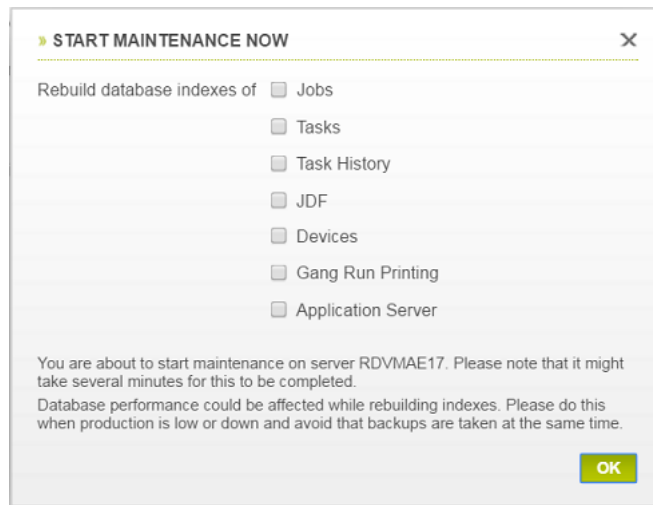 » START MAINTENANCE NOW
Rebuild database indexes of Jobs
Tasks
Task History
JDF
Devices
Gang Run Printing
Application Server
You are about to start maintenance on server RDVMAE17. Please note that it might
take several minutes for this to be completed.
Database performance could be affected while rebuilding indexes. Please do this
when production is low or down and avoid that backups are taken at the same time.
OK